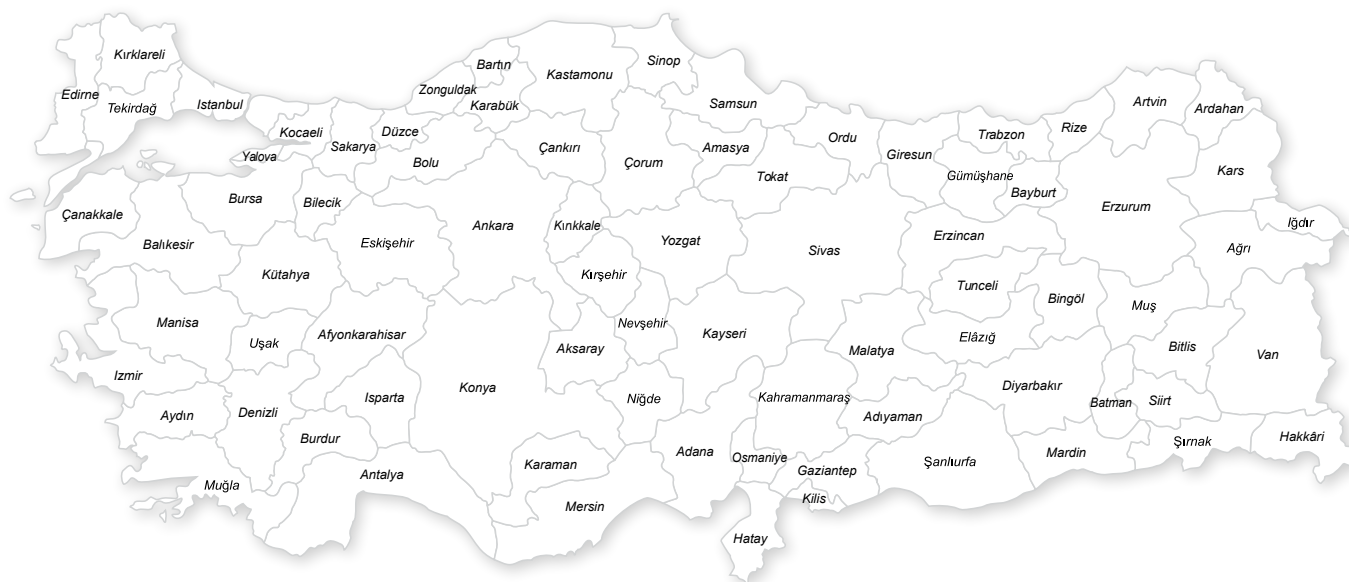 Kırklareli
Edirne
Tekirdağ
Istanbul
Kocaeli
Yalova
Sakarya
Düzce
Zonguldak
Bartın
Karabük
Kastamonu
Sinop
Samsun
Bolu
Çankırı
Çorum
Amasya
Tokat
Ordu
Giresun
Trabzon
Gümüşhane
Bayburt
Rize
Artvin
Ardahan
Kars
Iğdır
Ağrı
Erzurum
Erzincan
Sivas
Yozgat
Kırıkkale
Ankara
Eskişehir
Bilecik
Bursa
Çanakkale
Balıkesir
Kütahya
Manisa
Uşak
Afyonkarahisar
Kırşehir
Nevşehir
Aksaray
Kayseri
Malatya
Elâzığ
Tunceli
Bingöl
Muş
Bitlis
Van
Izmir
Aydın
Denizli
Isparta
Burdur
Konya
Niğde
Kahramanmaraş
Adıyaman
Diyarbakır
Batman
Siirt
Şırnak
Hakkâri
Mardin
Şanlıurfa
Gaziantep
Kilis
Osmaniye
Adana
Karaman
Mersin
Antalya
Muğla
Hatay